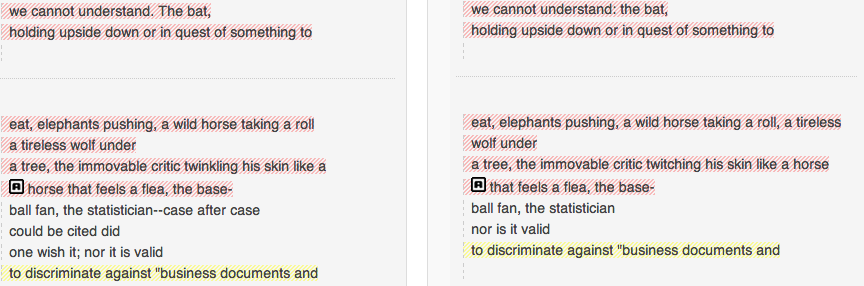 we cannot understand. The bat,
holding upside down or in quest of something to
eat, elephants pushing, a wild horse taking a roll
a tireless wolf under
a tree, the immovable critic twinkling his skin like a
A horse that feels a flea, the base-
ball fan, the statistician--case after case
could be cited did
one wish it; nor it is valid
to discriminate against "business documents and
we cannot understand: the bat,
holding upside down or in quest of something to
eat, elephants pushing, a wild horse taking a roll, a tireless
wolf under
a tree, the immovable critic twitching his skin like a horse
A that feels a flea, the base-
ball fan, the statistician
nor is it valid
to discriminate against "business documents and